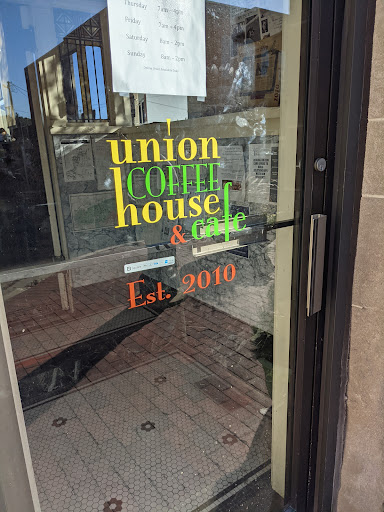 Thursday 7am - 4pm
Friday 7am - 4pm
Saturday 8am - 2pm
Sunday 8am - 2pm
union
COFFEE
house
& cafe
Est. 2010